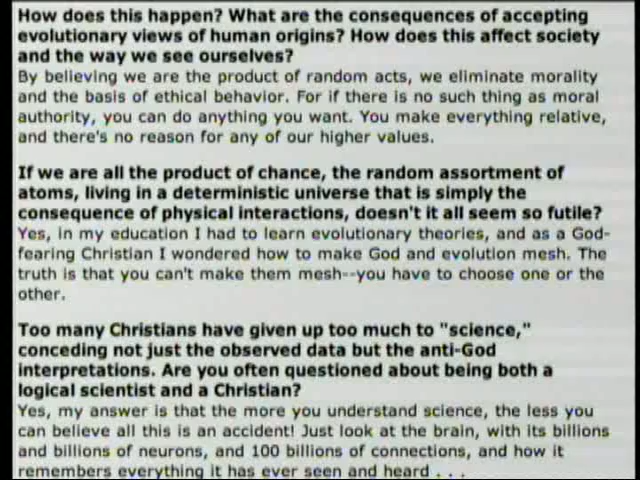 How does this happen? What are the consequences of accepting
evolutionary views of human origins? How does this affect society
and the way we see ourselves?
By believing we are the product of random acts, we eliminate morality
and the basis of ethical behavior. For if there is no such thing as moral
authority, you can do anything you want. You make everything relative,
and there's no reason for any of our higher values.
If we are all the product of chance, the random assortment of
atoms, living in a deterministic universe that is simply the
consequence of physical interactions, doesn't it all seem so futile?
Yes, in my education I had to learn evolutionary theories, and as a God-
fearing Christian I wondered how to make God and evolution mesh. The
truth is that you can't make them mesh--you have to choose one or the
other.
Too many Christians have given up too much to "science,"
conceding not just the observed data but the anti-God
interpretations. Are you often questioned about being both a
logical scientist and a Christian?
Yes, my answer is that the more you understand science, the less you
can believe all this is an accident! Just look at the brain, with its billions
and billions of neurons, and 100 billions of connections, and how it
remembers everything it has ever seen and heard . . .